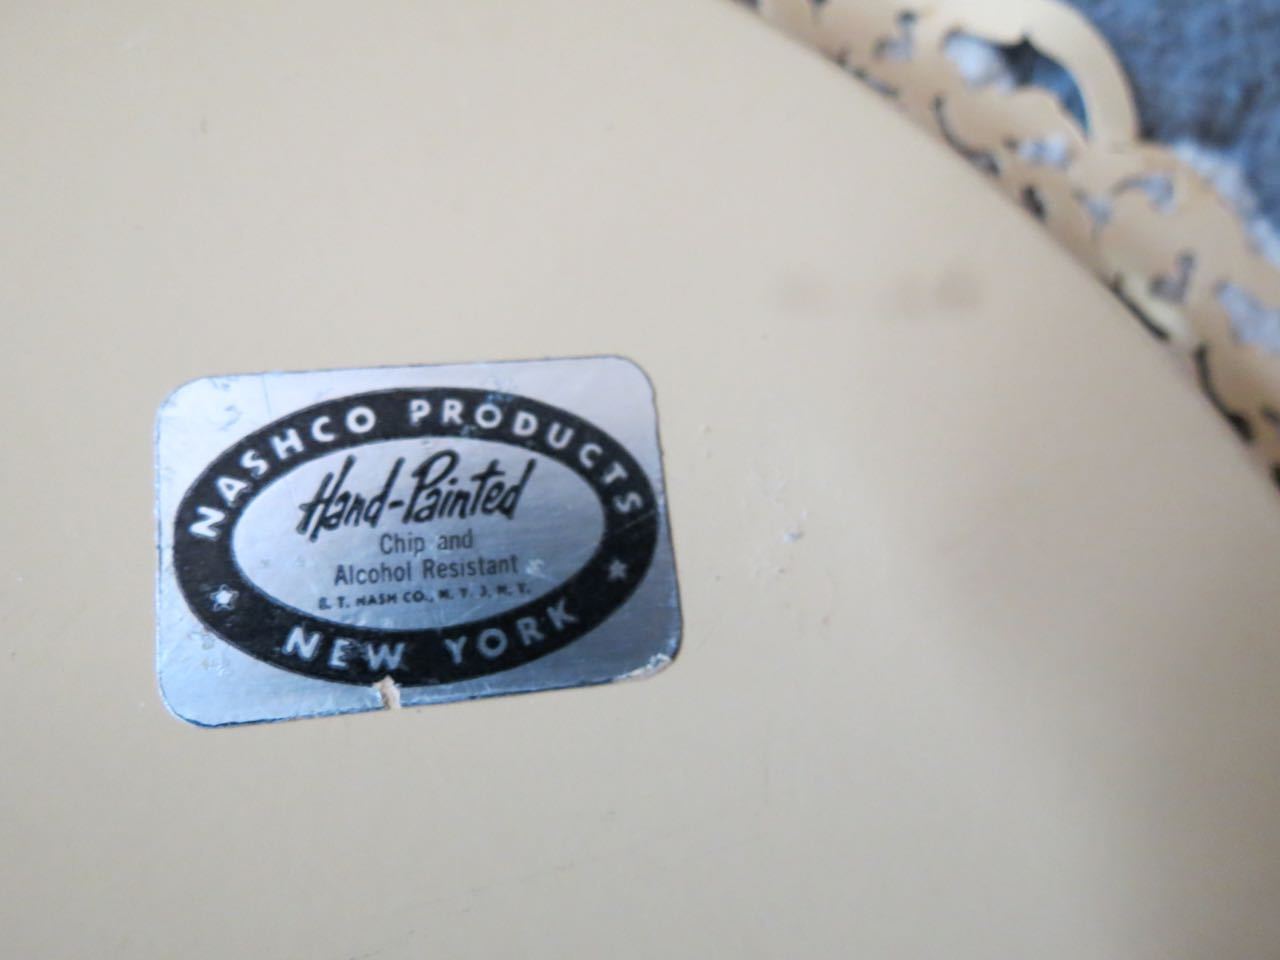 NASHCO PRODUCTS
Hand-Painted
Chip and
Alcohol Resistant
E. T. NASH CO., N. Y. 3, N. Y.
NEW YORK